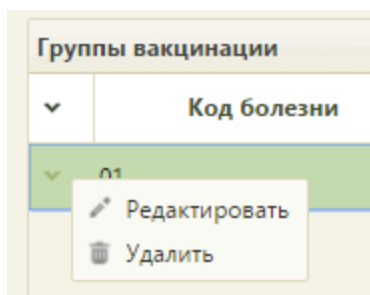 Группы вакцинации
Код болезни
01
Редактировать
Удалить